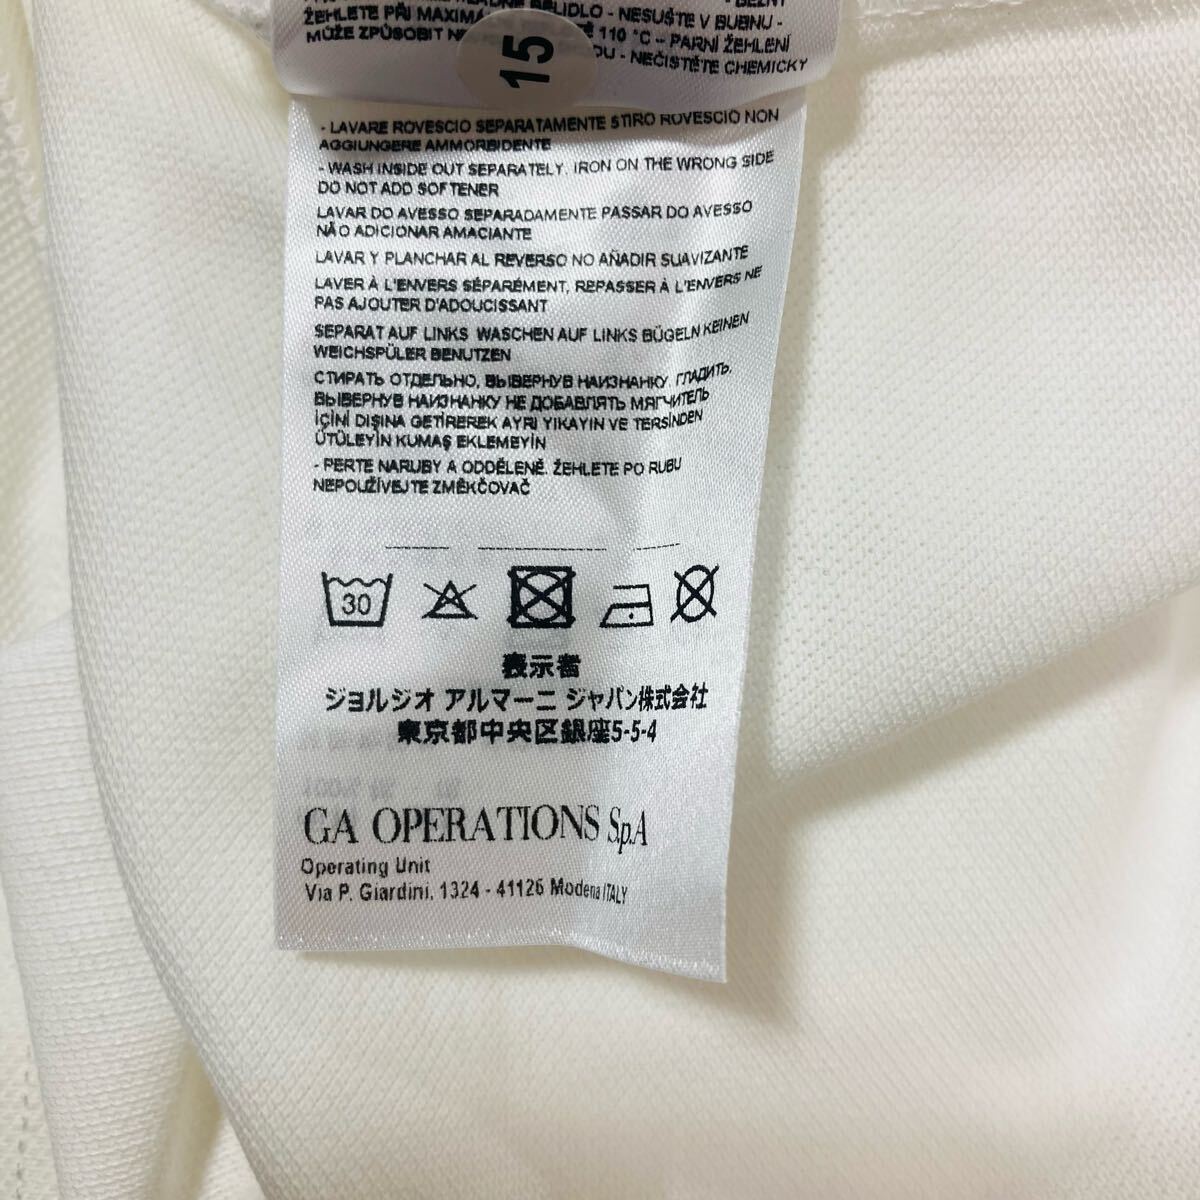 BĚŽNÝ
BĚLIDLO - NESUŠTE V BUBNU -
ŽEHLETE PŘI MAXIMÁ 110 °C – PARNÍ ŽEHLENÍ
MŮŽE ZPŮSOBIT - NEČISTĚTE CHEMICKY
15
- LAVARE ROVESCIO SEPARATAMENTE STIRO ROVESCIO NON
AGGIUNGERE AMMORBIDENTE
- WASH INSIDE OUT SEPARATELY. IRON ON THE WRONG SIDE
DO NOT ADD SOFTENER
LAVAR DO AVESSO SEPARADAMENTE PASSAR DO AVESSO
NÃO ADICIONAR AMACIANTE
LAVAR Y PLANCHAR AL REVERSO NO AÑADIR SUAVIZANTE
LAVER À L'ENVERS SÉPARÉMENT, REPASSER À L'ENVERS NE
PAS AJOUTER D'ADOUCISSANT
SEPARAT AUF LINKS WASCHEN AUF LINKS BÜGELN KEINEN
WEICHSPÜLER BENUTZEN
СТИРАТЬ ОТДЕЛЬНО, ВЫВЕРНУВ НАИЗНАНКУ. ГЛАДИТЬ,
ВЫВЕРНУВ НАИЗНАНКУ НЕ ДОБАВЛЯТЬ МЯГЧИТЕЛЬ
İÇİNİ DIŞINA GETİREREK AYRI YIKAYIN VE TERSİNDEN
ÜTÜLEYİN KUMAŞ EKLEMEYİN
- PERTE NARUBY A ODDĚLENĚ. ŽEHLETE PO RUBU
NEPOUŽÍVEJTE ZMĚKČOVAČ
30
表示者
ジョルジオ アルマーニ ジャパン株式会社
東京都中央区銀座5-5-4
GA OPERATIONS S.p.A
Operating Unit
Via P. Giardini, 1324 - 41126 Modena ITALY